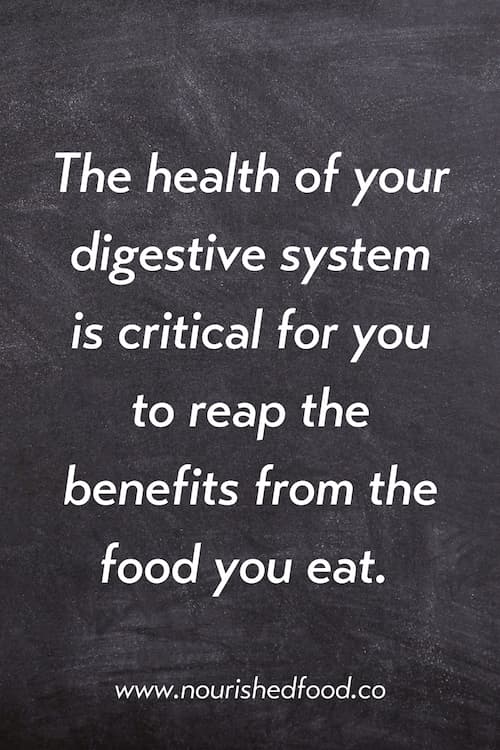 The health of your
digestive system
is critical for you
to reap the
benefits from the
food you eat.
www.nourishedfood.co